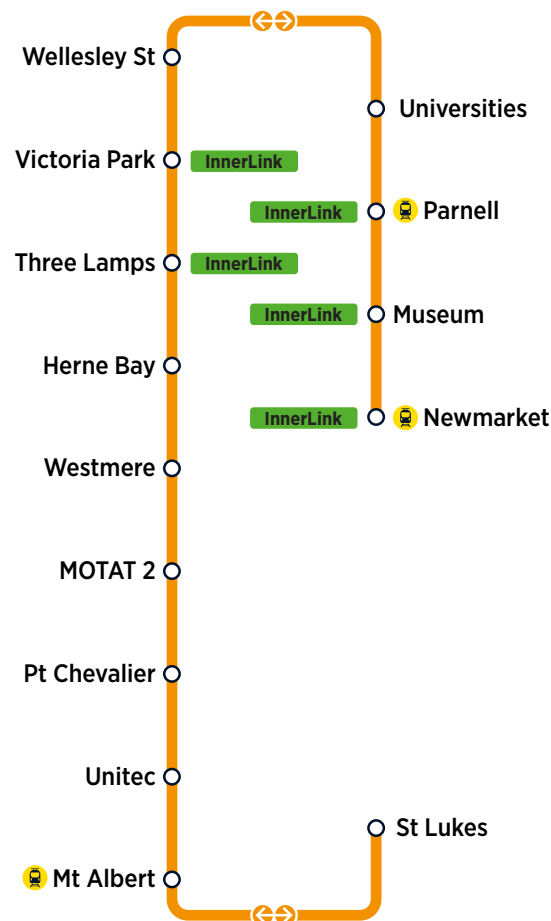 Wellesley St
Universities
Victoria Park InnerLink
InnerLink Parnell
Three Lamps InnerLink
InnerLink Museum
Herne Bay
InnerLink Newmarket
Westmere
MOTAT 2
Pt Chevalier
Unitec
St Lukes
Mt Albert